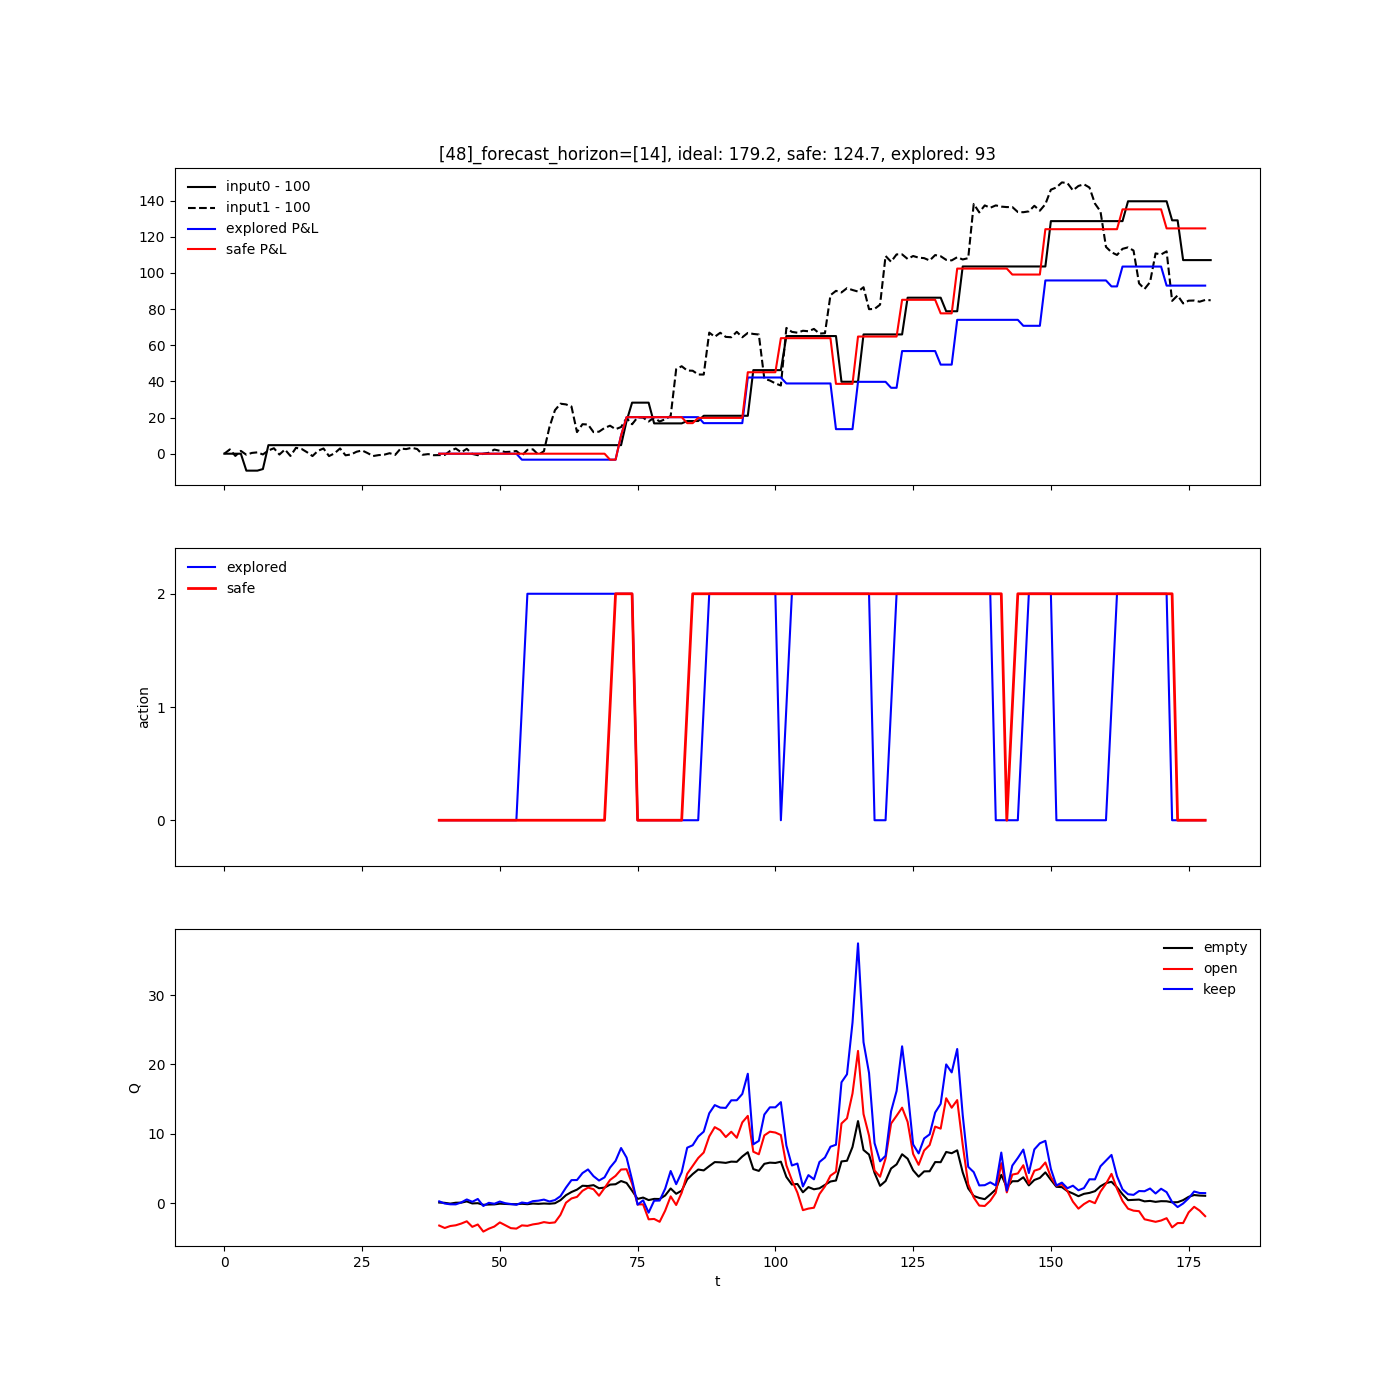 [48]_forecast_horizon=[14], ideal: 179.2, safe: 124.7, explored: 93
input0 - 100
input1 - 100
explored P&L
safe P&L
140
120
100
80
60
40
20
0
explored
safe
2
1
0
action
empty
open
keep
30
20
10
0
Q
0 25 50 75 100 125 150 175
t